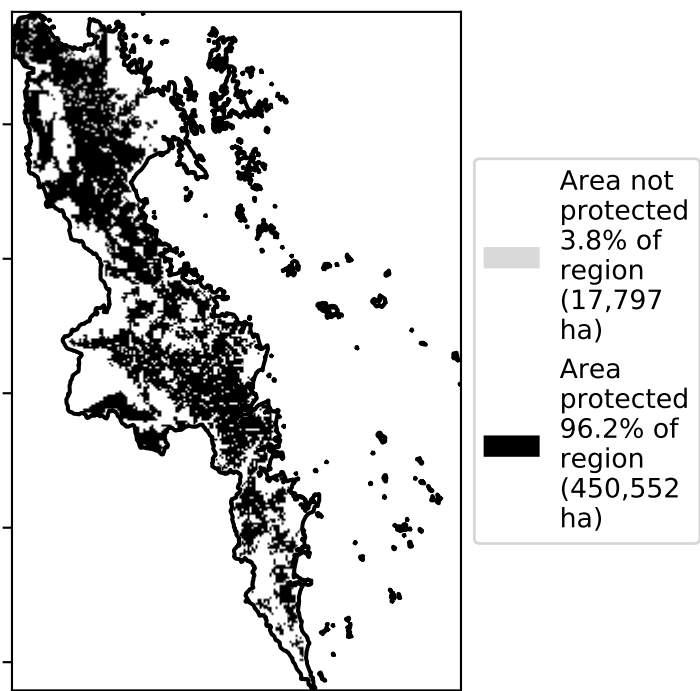 Area not
protected
3.8% of
region
(17,797
ha)
Area
protected
96.2% of
region
(450,552
ha)